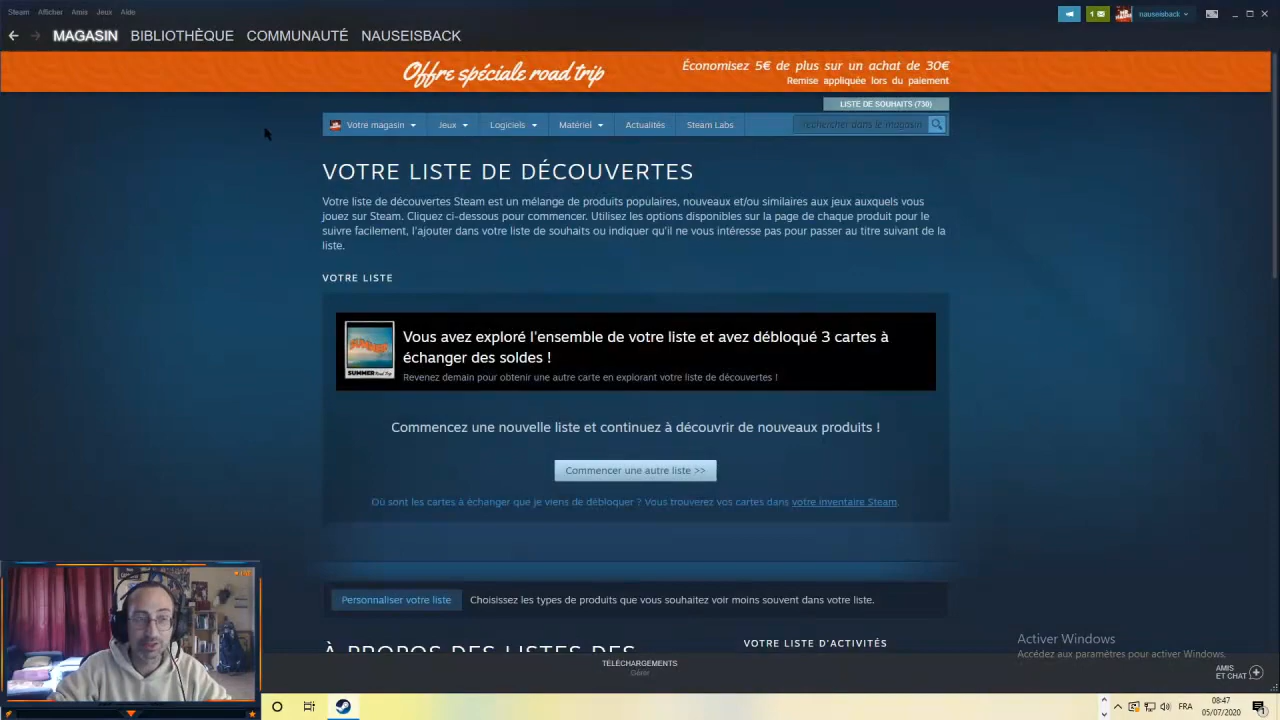 Steam Afficher Amis Jeux Aide
1 nauseisback
MAGASIN BIBLIOTHÈQUE COMMUNAUTÉ NAUSEISBACK
Offre spéciale road trip
Économisez 5€ de plus sur un achat de 30€
Remise appliquée lors du paiement
LISTE DE SOUHAITS (730)
Votre magasin Jeux Logiciels Matériel Actualités Steam Labs rechercher dans le magasin
VOTRE LISTE DE DÉCOUVERTES
Votre liste de découvertes Steam est un mélange de produits populaires, nouveaux et/ou similaires aux jeux auxquels vous
jouez sur Steam. Cliquez ci-dessous pour commencer. Utilisez les options disponibles sur la page de chaque produit pour le
suivre facilement, l'ajouter dans votre liste de souhaits ou indiquer qu'il ne vous intéresse pas pour passer au titre suivant de la
liste.
VOTRE LISTE
Vous avez exploré l'ensemble de votre liste et avez débloqué 3 cartes à
échanger des soldes !
SUMMER Road Trip
Revenez demain pour obtenir une autre carte en explorant votre liste de découvertes !
Commencez une nouvelle liste et continuez à découvrir de nouveaux produits !
Commencer une autre liste >>
Où sont les cartes à échanger que je viens de débloquer ? Vous trouverez vos cartes dans votre inventaire Steam.
Personnaliser votre liste Choisissez les types de produits que vous souhaitez voir moins souvent dans votre liste.
À PROPOS DES LISTES DES
VOTRE LISTE D'ACTIVITÉS
Activer Windows
Accédez aux paramètres pour activer Windows.
TÉLÉCHARGEMENTS
Gérer
AMIS
ET CHAT
FR
08:47
05/07/2020
1